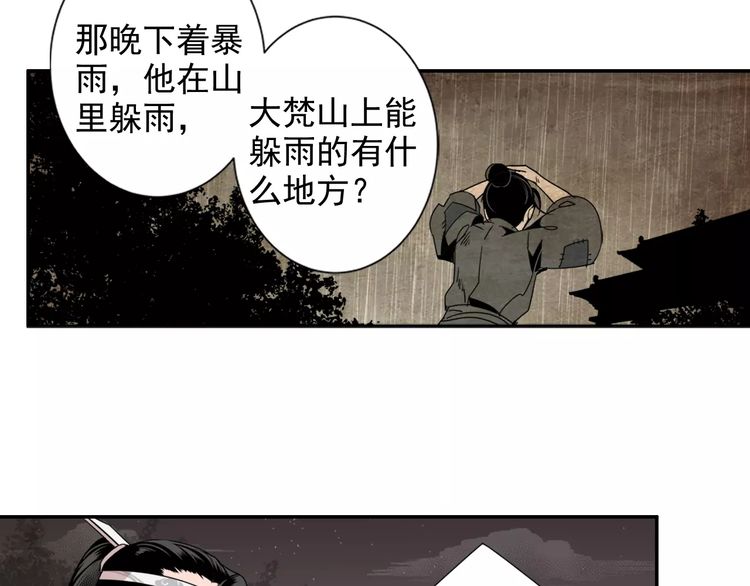 那晚下着暴
雨，他在山
里躲雨，
大梵山上能
躲雨的有什
么地方？